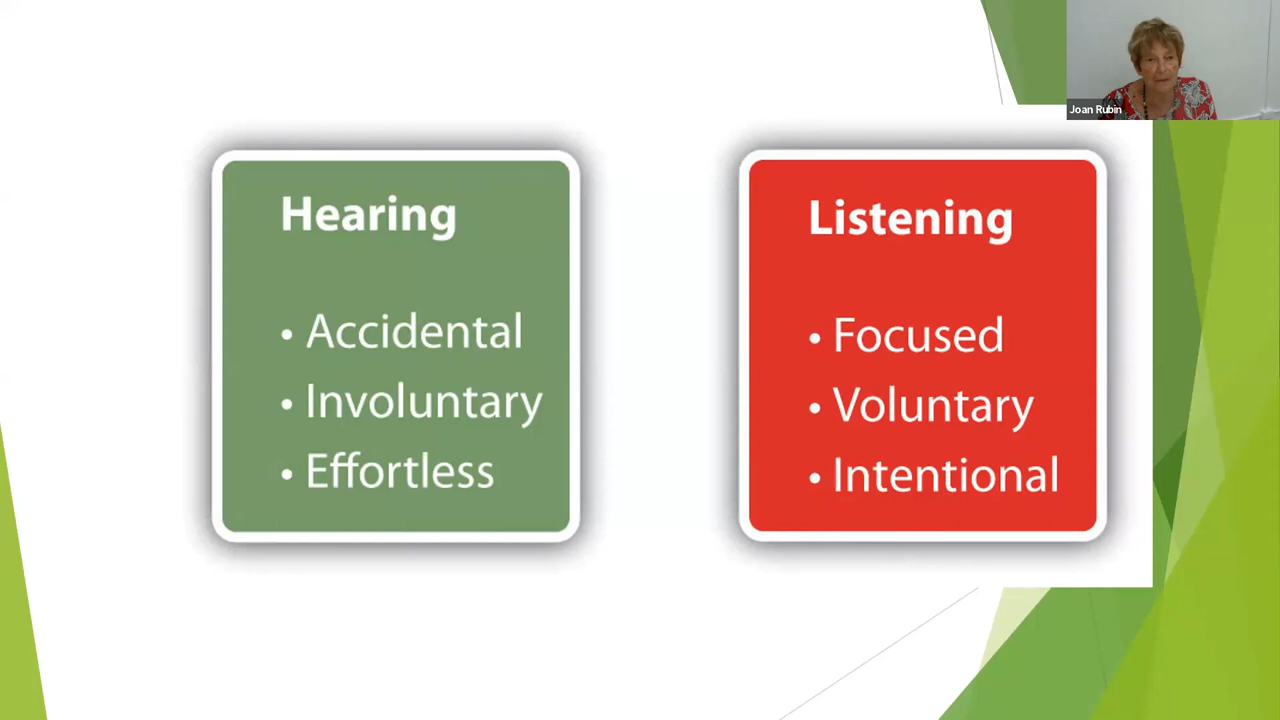 Hearing
• Accidental
• Involuntary
• Effortless
Listening
• Focused
• Voluntary
• Intentional
Joan Rubin